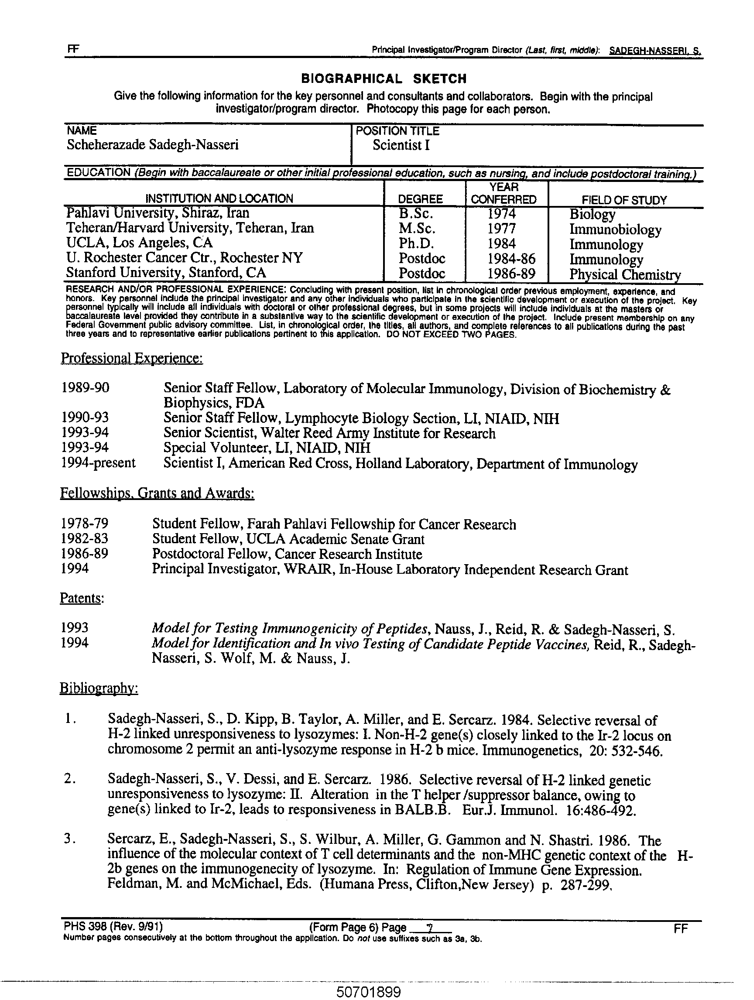 FF Principal Investigator/Program Director (Last, first, middle): SADEGH-NASSERI, S.
BIOGRAPHICAL SKETCH
Give the following information for the key personnel and consultants and collaborators. Begin with the principal
investigator/program director. Photocopy this page for each person.
NAME POSITION TITLE
Scheherazade Sadegh-Nasseri Scientist I
EDUCATION (Begin with baccalaureate or other initial professional education, such as nursing, and include postdoctoral training.)
INSTITUTION AND LOCATION DEGREE YEAR CONFERRED FIELD OF STUDY
Pahlavi University, Shiraz, Iran B.Sc. 1974 Biology
Teheran/Harvard University, Teheran, Iran M.Sc. 1977 Immunobiology
UCLA, Los Angeles, CA Ph.D. 1984 Immunology
U. Rochester Cancer Ctr., Rochester NY Postdoc 1984-86 Immunology
Stanford University, Stanford, CA Postdoc 1986-89 Physical Chemistry
RESEARCH AND/OR PROFESSIONAL EXPERIENCE: Concluding with present position, list in chronological order previous employment, experience, and
honors. Key personnel include the principal investigator and any other individuals who participate in the scientific development or execution of the project. Key
personnel typically will include all individuals with doctoral or other professional degrees, but in some projects will include individuals at the masters or
baccalaureate level provided they contribute in a substantive way to the scientific development or execution of the project. Include present membership on any
Federal Government public advisory committee. List, in chronological order, the titles, all authors, and complete references to all publications during the past
three years and to representative earlier publications pertinent to this application. DO NOT EXCEED TWO PAGES.
Professional Experience:
1989-90 Senior Staff Fellow, Laboratory of Molecular Immunology, Division of Biochemistry &
Biophysics, FDA
1990-93 Senior Staff Fellow, Lymphocyte Biology Section, LI, NIAID, NIH
1993-94 Senior Scientist, Walter Reed Army Institute for Research
1993-94 Special Volunteer, LI, NIAID, NIH
1994-present Scientist I, American Red Cross, Holland Laboratory, Department of Immunology
Fellowships, Grants and Awards:
1978-79 Student Fellow, Farah Pahlavi Fellowship for Cancer Research
1982-83 Student Fellow, UCLA Academic Senate Grant
1986-89 Postdoctoral Fellow, Cancer Research Institute
1994 Principal Investigator, WRAIR, In-House Laboratory Independent Research Grant
Patents:
1993 Model for Testing Immunogenicity of Peptides, Nauss, J., Reid, R. & Sadegh-Nasseri, S.
1994 Model for Identification and In vivo Testing of Candidate Peptide Vaccines, Reid, R., Sadegh-
Nasseri, S. Wolf, M. & Nauss, J.
Bibliography:
1. Sadegh-Nasseri, S., D. Kipp, B. Taylor, A. Miller, and E. Sercarz. 1984. Selective reversal of
H-2 linked unresponsiveness to lysozymes: I. Non-H-2 gene(s) closely linked to the Ir-2 locus on
chromosome 2 permit an anti-lysozyme response in H-2 b mice. Immunogenetics, 20: 532-546.
2. Sadegh-Nasseri, S., V. Dessi, and E. Sercarz. 1986. Selective reversal of H-2 linked genetic
unresponsiveness to lysozyme: II. Alteration in the T helper /suppressor balance, owing to
gene(s) linked to Ir-2, leads to responsiveness in BALB.B. Eur.J. Immunol. 16:486-492.
3. Sercarz, E., Sadegh-Nasseri, S., S. Wilbur, A. Miller, G. Gammon and N. Shastri. 1986. The
influence of the molecular context of T cell determinants and the non-MHC genetic context of the H-
2b genes on the immunogenecity of lysozyme. In: Regulation of Immune Gene Expression.
Feldman, M. and McMichael, Eds. (Humana Press, Clifton,New Jersey) p. 287-299.
PHS 398 (Rev. 9/91) (Form Page 6) Page 7 FF
Number pages consecutively at the bottom throughout the application. Do not use suffixes such as 3a, 3b.
50701899